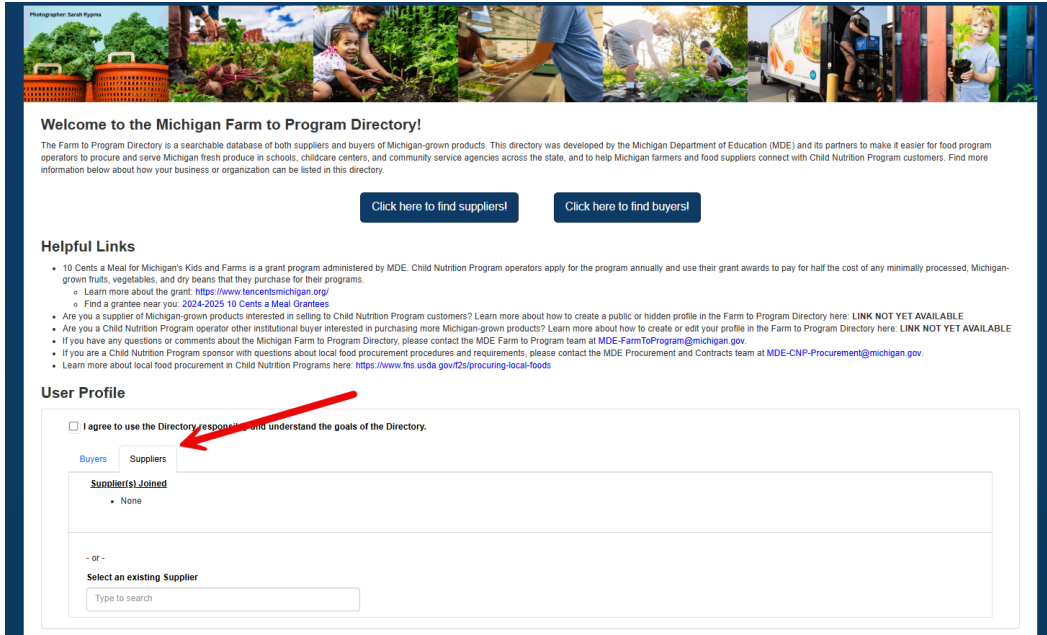 Photographer: Sarah Rypma
Welcome to the Michigan Farm to Program Directory!
The Farm to Program Directory is a searchable database of both suppliers and buyers of Michigan-grown products. This directory was developed by the Michigan Department of Education (MDE) and its partners to make it easier for food program
operators to procure and serve Michigan fresh produce in schools, childcare centers, and community service agencies across the state, and to help Michigan farmers and food suppliers connect with Child Nutrition Program customers. Find more
information below about how your business or organization can be listed in this directory.
Click here to find suppliers!
Click here to find buyers!
Helpful Links
• 10 Cents a Meal for Michigan's Kids and Farms is a grant program administered by MDE. Child Nutrition Program operators apply for the program annually and use their grant awards to pay for half the cost of any minimally processed, Michigan-
grown fruits, vegetables, and dry beans that they purchase for their programs.
○ Learn more about the grant: https://www.tencentsmichigan.org/
○ Find a grantee near you: 2024-2025 10 Cents a Meal Grantees
• Are you a supplier of Michigan-grown products interested in selling to Child Nutrition Program customers? Learn more about how to create a public or hidden profile in the Farm to Program Directory here: LINK NOT YET AVAILABLE
• Are you a Child Nutrition Program operator other institutional buyer interested in purchasing more Michigan-grown products? Learn more about how to create or edit your profile in the Farm to Program Directory here: LINK NOT YET AVAILABLE
• If you have any questions or comments about the Michigan Farm to Program Directory, please contact the MDE Farm to Program team at MDE-FarmToProgram@michigan.gov.
• If you are a Child Nutrition Program sponsor with questions about local food procurement procedures and requirements, please contact the MDE Procurement and Contracts team at MDE-CNP-Procurement@michigan.gov.
• Learn more about local food procurement in Child Nutrition Programs here: https://www.fns.usda.gov/f2s/procuring-local-foods
User Profile
I agree to use the Directory responsibly and understand the goals of the Directory.
Buyers
Suppliers
Supplier(s) Joined
• None
- or -
Select an existing Supplier
Type to search